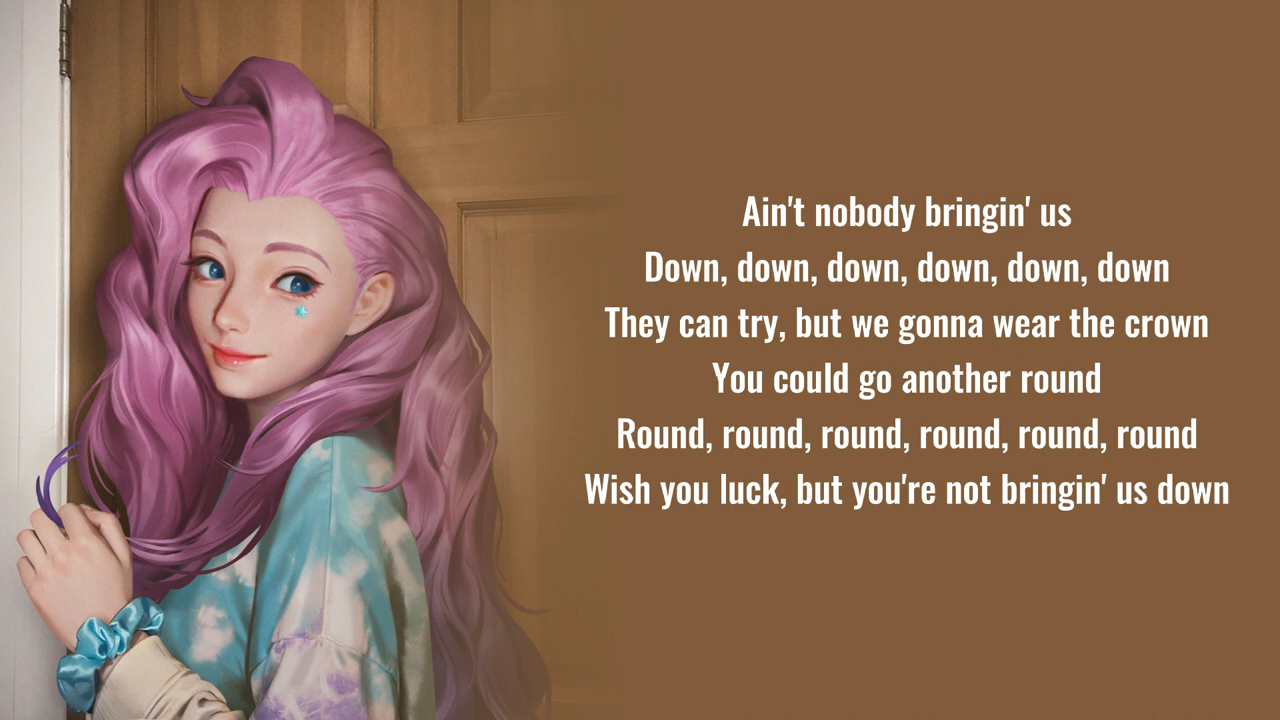 Ain't nobody bringin' us
Down, down, down, down, down, down
They can try, but we gonna wear the crown
You could go another round
Round, round, round, round, round, round
Wish you luck, but you're not bringin' us down